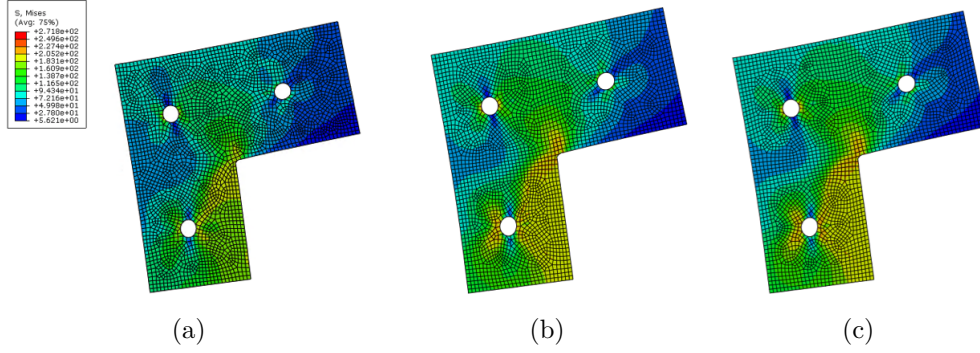 S, Mises
(Avg: 75%)
+2.718e+02
+2.496e+02
+2.274e+02
+2.052e+02
+1.831e+02
+1.609e+02
+1.387e+02
+1.165e+02
+9.434e+01
+7.216e+01
+4.998e+01
+2.780e+01
+5.621e+00
(a) (b) (c)